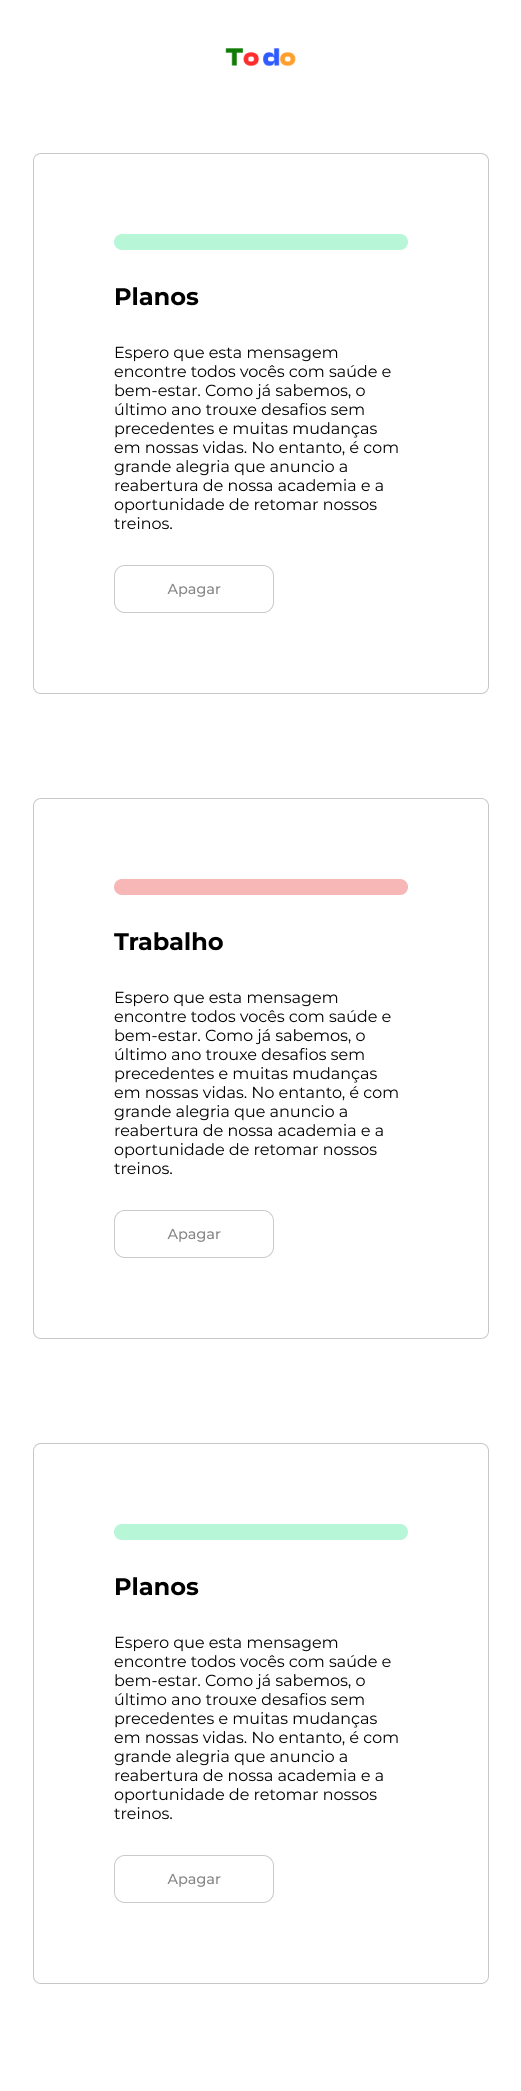 Todo
Planos
Espero que esta mensagem
encontre todos vocês com saúde e
bem-estar. Como já sabemos, o
último ano trouxe desafios sem
precedentes e muitas mudanças
em nossas vidas. No entanto, é com
grande alegria que anuncio a
reabertura de nossa academia e a
oportunidade de retomar nossos
treinos.
Apagar
Trabalho
Espero que esta mensagem
encontre todos vocês com saúde e
bem-estar. Como já sabemos, o
último ano trouxe desafios sem
precedentes e muitas mudanças
em nossas vidas. No entanto, é com
grande alegria que anuncio a
reabertura de nossa academia e a
oportunidade de retomar nossos
treinos.
Apagar
Planos
Espero que esta mensagem
encontre todos vocês com saúde e
bem-estar. Como já sabemos, o
último ano trouxe desafios sem
precedentes e muitas mudanças
em nossas vidas. No entanto, é com
grande alegria que anuncio a
reabertura de nossa academia e a
oportunidade de retomar nossos
treinos.
Apagar